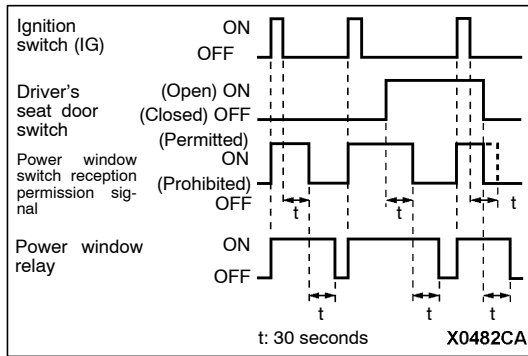 Ignition
switch (IG)
ON
OFF
Driver's
seat door
switch
(Open) ON
(Closed) OFF
Power window
switch reception
permission sig-
nal
(Permitted)
ON
(Prohibited)
OFF
t
t
t
Power window
relay
ON
OFF
t
t
t
t: 30 seconds
X0482CA